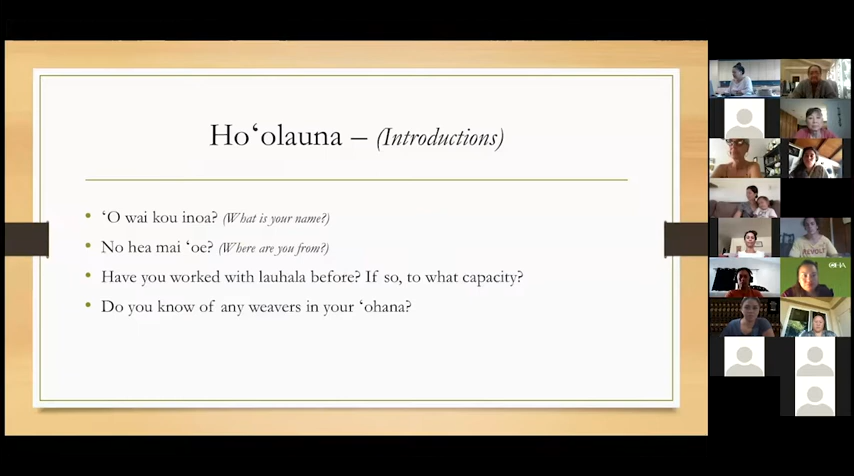 Hoʻolauna – (Introductions)
• ʻO wai kou inoa? (What is your name?)
• No hea mai ʻoe? (Where are you from?)
• Have you worked with lauhala before? If so, to what capacity?
• Do you know of any weavers in your ʻohana?
REVOLT
OHA